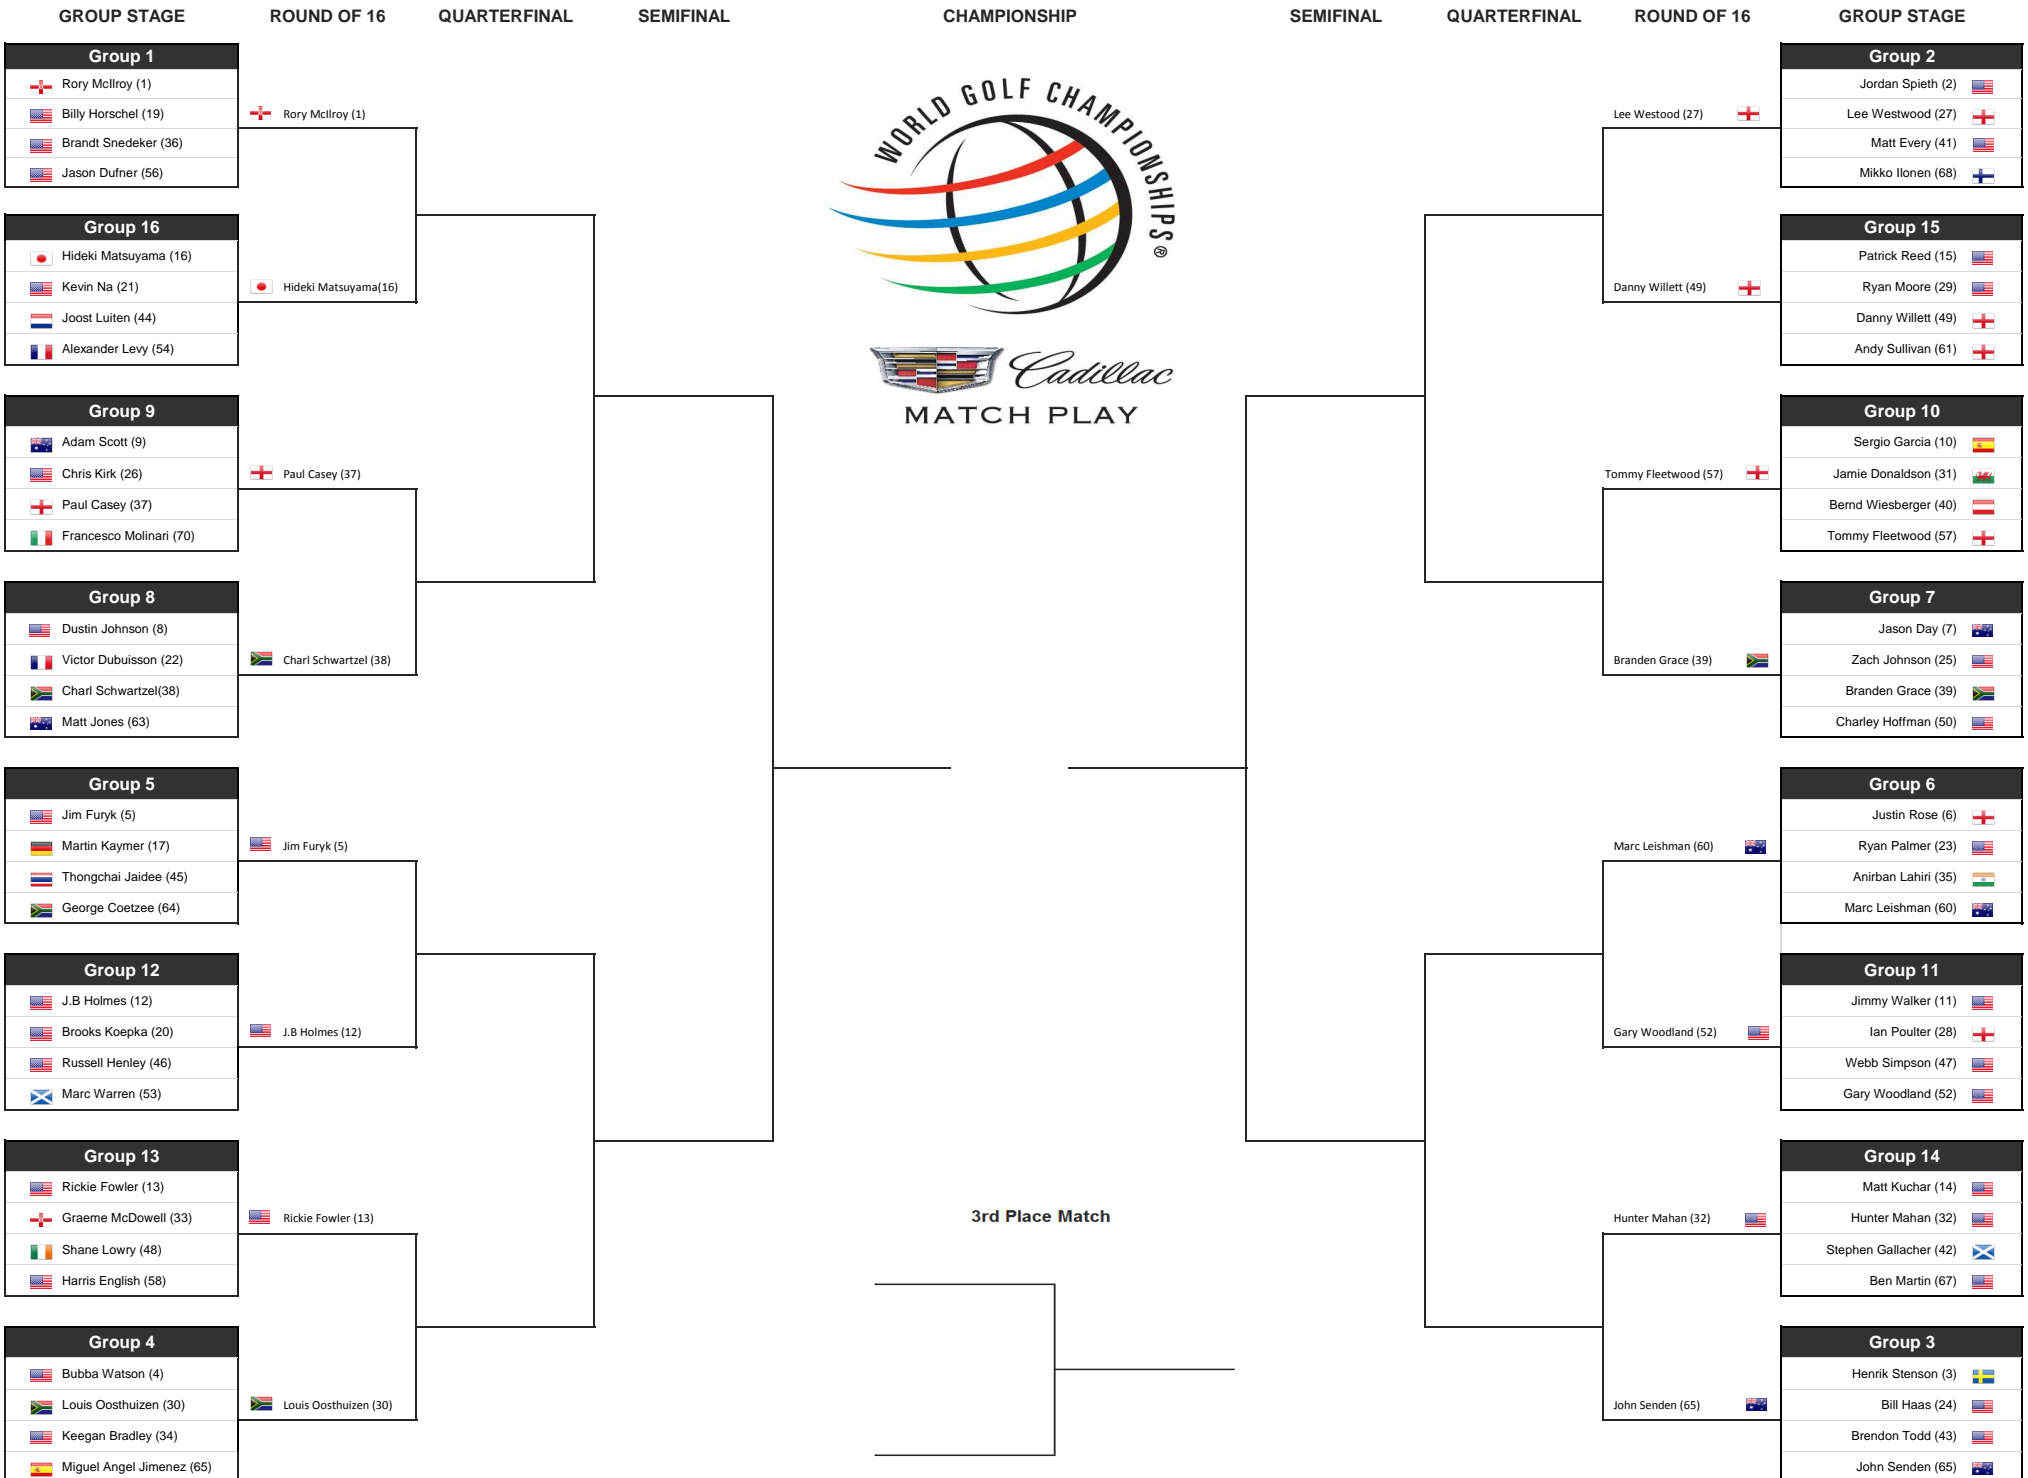 GROUP STAGE ROUND OF 16 QUARTERFINAL SEMIFINAL CHAMPIONSHIP SEMIFINAL QUARTERFINAL ROUND OF 16 GROUP STAGE
Group 1
Rory McIlroy (1)
Billy Horschel (19)
Brandt Snedeker (36)
Jason Dufner (56)
Group 16
Hideki Matsuyama (16)
Kevin Na (21)
Joost Luiten (44)
Alexander Levy (54)
Group 9
Adam Scott (9)
Chris Kirk (26)
Paul Casey (37)
Francesco Molinari (70)
Group 8
Dustin Johnson (8)
Victor Dubuisson (22)
Charl Schwartzel(38)
Matt Jones (63)
Group 5
Jim Furyk (5)
Martin Kaymer (17)
Thongchai Jaidee (45)
George Coetzee (64)
Group 12
J.B Holmes (12)
Brooks Koepka (20)
Russell Henley (46)
Marc Warren (53)
Group 13
Rickie Fowler (13)
Graeme McDowell (33)
Shane Lowry (48)
Harris English (58)
Group 4
Bubba Watson (4)
Louis Oosthuizen (30)
Keegan Bradley (34)
Miguel Angel Jimenez (65)
Rory McIlroy (1)
Hideki Matsuyama(16)
Paul Casey (37)
Charl Schwartzel (38)
Jim Furyk (5)
J.B Holmes (12)
Rickie Fowler (13)
Louis Oosthuizen (30)
WORLD GOLF CHAMPIONSHIPS®
Cadillac
MATCH PLAY
3rd Place Match
Lee Westood (27)
Danny Willett (49)
Tommy Fleetwood (57)
Branden Grace (39)
Marc Leishman (60)
Gary Woodland (52)
Hunter Mahan (32)
John Senden (65)
Group 2
Jordan Spieth (2)
Lee Westwood (27)
Matt Every (41)
Mikko Ilonen (68)
Group 15
Patrick Reed (15)
Ryan Moore (29)
Danny Willett (49)
Andy Sullivan (61)
Group 10
Sergio Garcia (10)
Jamie Donaldson (31)
Bernd Wiesberger (40)
Tommy Fleetwood (57)
Group 7
Jason Day (7)
Zach Johnson (25)
Branden Grace (39)
Charley Hoffman (50)
Group 6
Justin Rose (6)
Ryan Palmer (23)
Anirban Lahiri (35)
Marc Leishman (60)
Group 11
Jimmy Walker (11)
Ian Poulter (28)
Webb Simpson (47)
Gary Woodland (52)
Group 14
Matt Kuchar (14)
Hunter Mahan (32)
Stephen Gallacher (42)
Ben Martin (67)
Group 3
Henrik Stenson (3)
Bill Haas (24)
Brendon Todd (43)
John Senden (65)